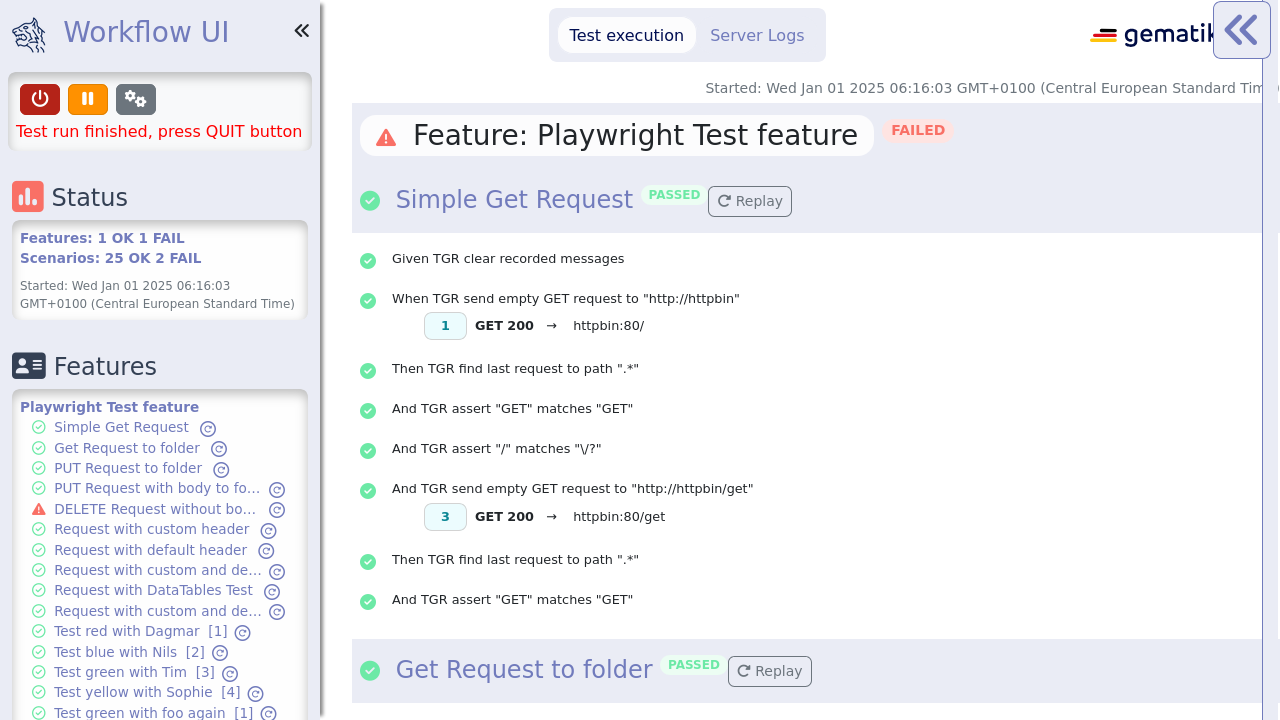 Workflow UI
Test run finished, press QUIT button
Status
Features: 1 OK 1 FAIL
Scenarios: 25 OK 2 FAIL
Started: Wed Jan 01 2025 06:16:03
GMT+0100 (Central European Standard Time)
Features
Playwright Test feature
Simple Get Request
Get Request to folder
PUT Request to folder
PUT Request with body to fo...
DELETE Request without bo...
Request with custom header
Request with default header
Request with custom and de...
Request with DataTables Test
Request with custom and de...
Test red with Dagmar [1]
Test blue with Nils [2]
Test green with Tim [3]
Test yellow with Sophie [4]
Test green with foo again [1]
Test execution
Server Logs
gematik
Started: Wed Jan 01 2025 06:16:03 GMT+0100 (Central European Standard Tim
Feature: Playwright Test feature FAILED
Simple Get Request PASSED Replay
Given TGR clear recorded messages
When TGR send empty GET request to "http://httpbin"
1 GET 200 → httpbin:80/
Then TGR find last request to path ".*"
And TGR assert "GET" matches "GET"
And TGR assert "/" matches "\/?"
And TGR send empty GET request to "http://httpbin/get"
3 GET 200 → httpbin:80/get
Then TGR find last request to path ".*"
And TGR assert "GET" matches "GET"
Get Request to folder PASSED Replay